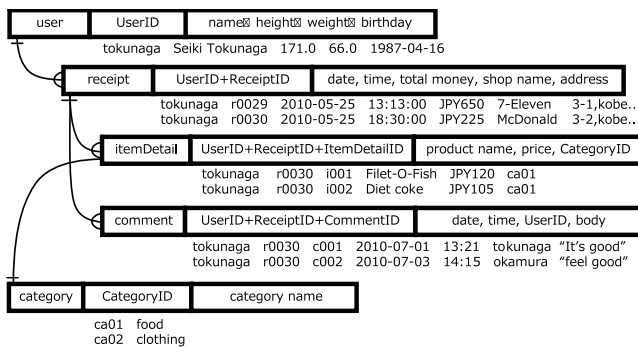 user UserID name height weight birthday
tokunaga Seiki Tokunaga 171.0 66.0 1987-04-16
receipt UserID+ReceiptID date, time, total money, shop name, address
tokunaga r0029 2010-05-25 13:13:00 JPY650 7-Eleven 3-1,kobe..
tokunaga r0030 2010-05-25 18:30:00 JPY225 McDonald 3-2,kobe..
itemDetail UserID+ReceiptID+ItemDetailID product name, price, CategoryID
tokunaga r0030 i001 Filet-O-Fish JPY120 ca01
tokunaga r0030 i002 Diet coke JPY105 ca01
comment UserID+ReceiptID+CommentID date, time, UserID, body
tokunaga r0030 c001 2010-07-01 13:21 tokunaga “It's good”
tokunaga r0030 c002 2010-07-03 14:15 okamura “feel good”
category CategoryID category name
ca01 food
ca02 clothing